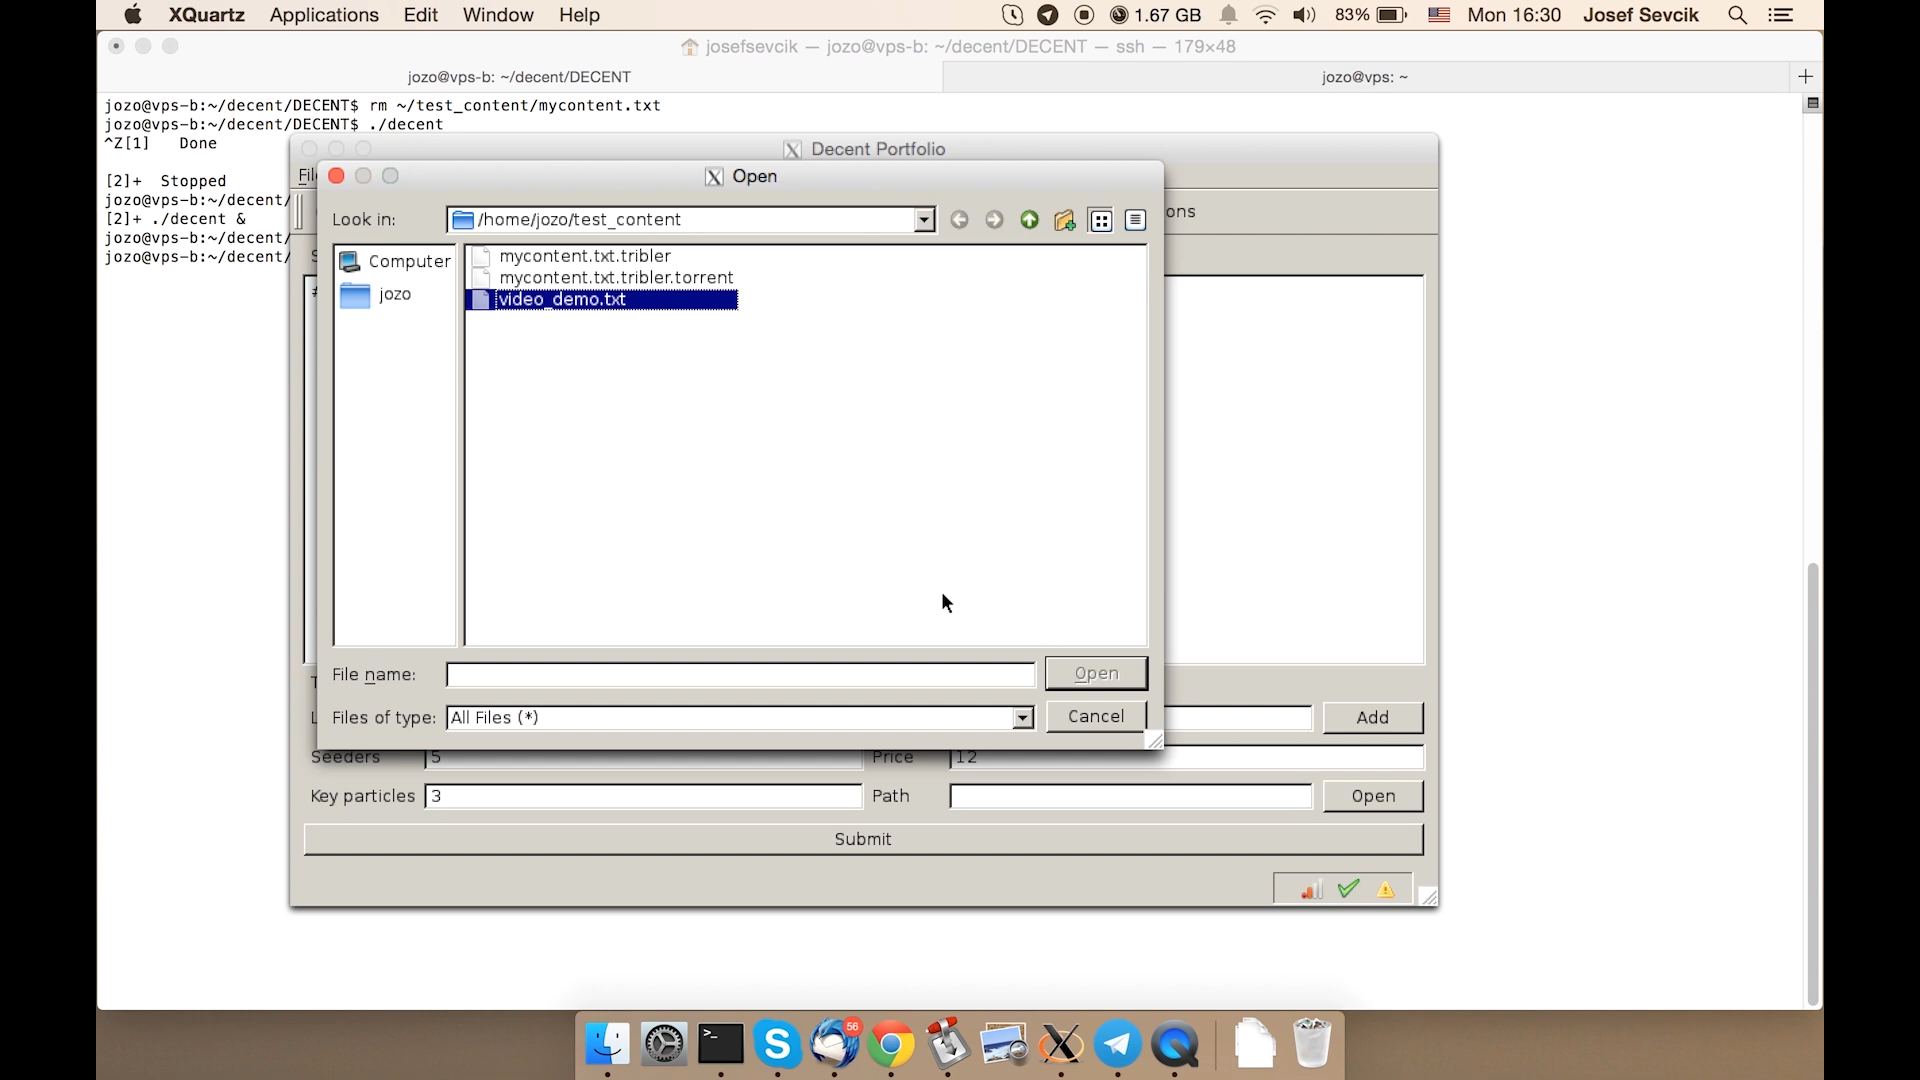 XQuartz Applications Edit Window Help 1.67 GB 83% Mon 16:30 Josef Sevcik
josefsevcik — jozo@vps-b: ~/decent/DECENT — ssh — 179×48
jozo@vps-b: ~/decent/DECENT
jozo@vps: ~
jozo@vps-b:~/decent/DECENT$ rm ~/test_content/mycontent.txt
jozo@vps-b:~/decent/DECENT$ ./decent
^Z[1]   Done
[2]+  Stopped
jozo@vps-b:~/decent/
[2]+ ./decent &
jozo@vps-b:~/decent/
jozo@vps-b:~/decent/
Decent Portfolio
Fil
Open
ons
Look in:
/home/jozo/test_content
Computer
jozo
mycontent.txt.tribler
mycontent.txt.tribler.torrent
video_demo.txt
File name:
Open
Files of type: All Files (*)
Cancel
Add
Seeders 5 Price 12
Key particles 3 Path Open
Submit
56